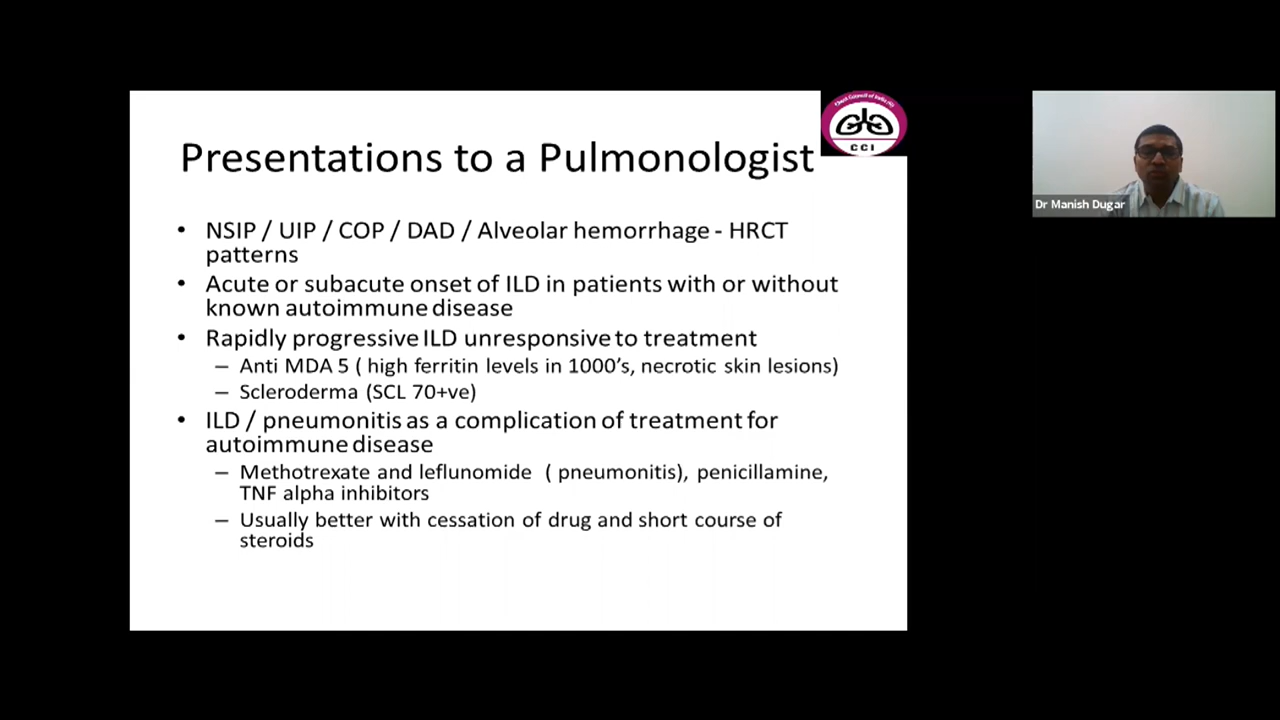 Chest Council of India
CCI
Presentations to a Pulmonologist
• NSIP / UIP / COP / DAD / Alveolar hemorrhage - HRCT
patterns
• Acute or subacute onset of ILD in patients with or without
known autoimmune disease
• Rapidly progressive ILD unresponsive to treatment
– Anti MDA 5 ( high ferritin levels in 1000’s, necrotic skin lesions)
– Scleroderma (SCL 70+ve)
• ILD / pneumonitis as a complication of treatment for
autoimmune disease
– Methotrexate and leflunomide ( pneumonitis), penicillamine,
TNF alpha inhibitors
– Usually better with cessation of drug and short course of
steroids
Dr Manish Dugar